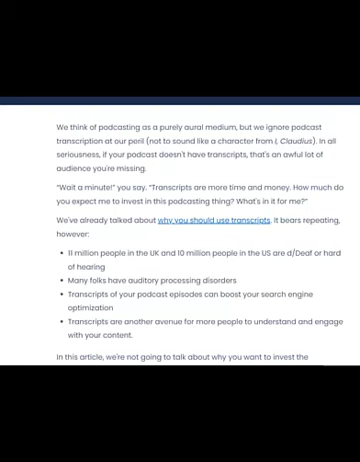 We think of podcasting as a purely aural medium, but we ignore podcast
transcription at our peril (not to sound like a character from I, Claudius). In all
seriousness, if your podcast doesn't have transcripts, that's an awful lot of
audience you're missing.
"Wait a minute!" you say. "Transcripts are more time and money. How much do
you expect me to invest in this podcasting thing? What's in it for me?"
We've already talked about why you should use transcripts. It bears repeating,
however:
• 11 million people in the UK and 10 million people in the US are d/Deaf or hard
of hearing
• Many folks have auditory processing disorders
• Transcripts of your podcast episodes can boost your search engine
optimization
• Transcripts are another avenue for more people to understand and engage
with your content.
In this article, we're not going to talk about why you want to invest the